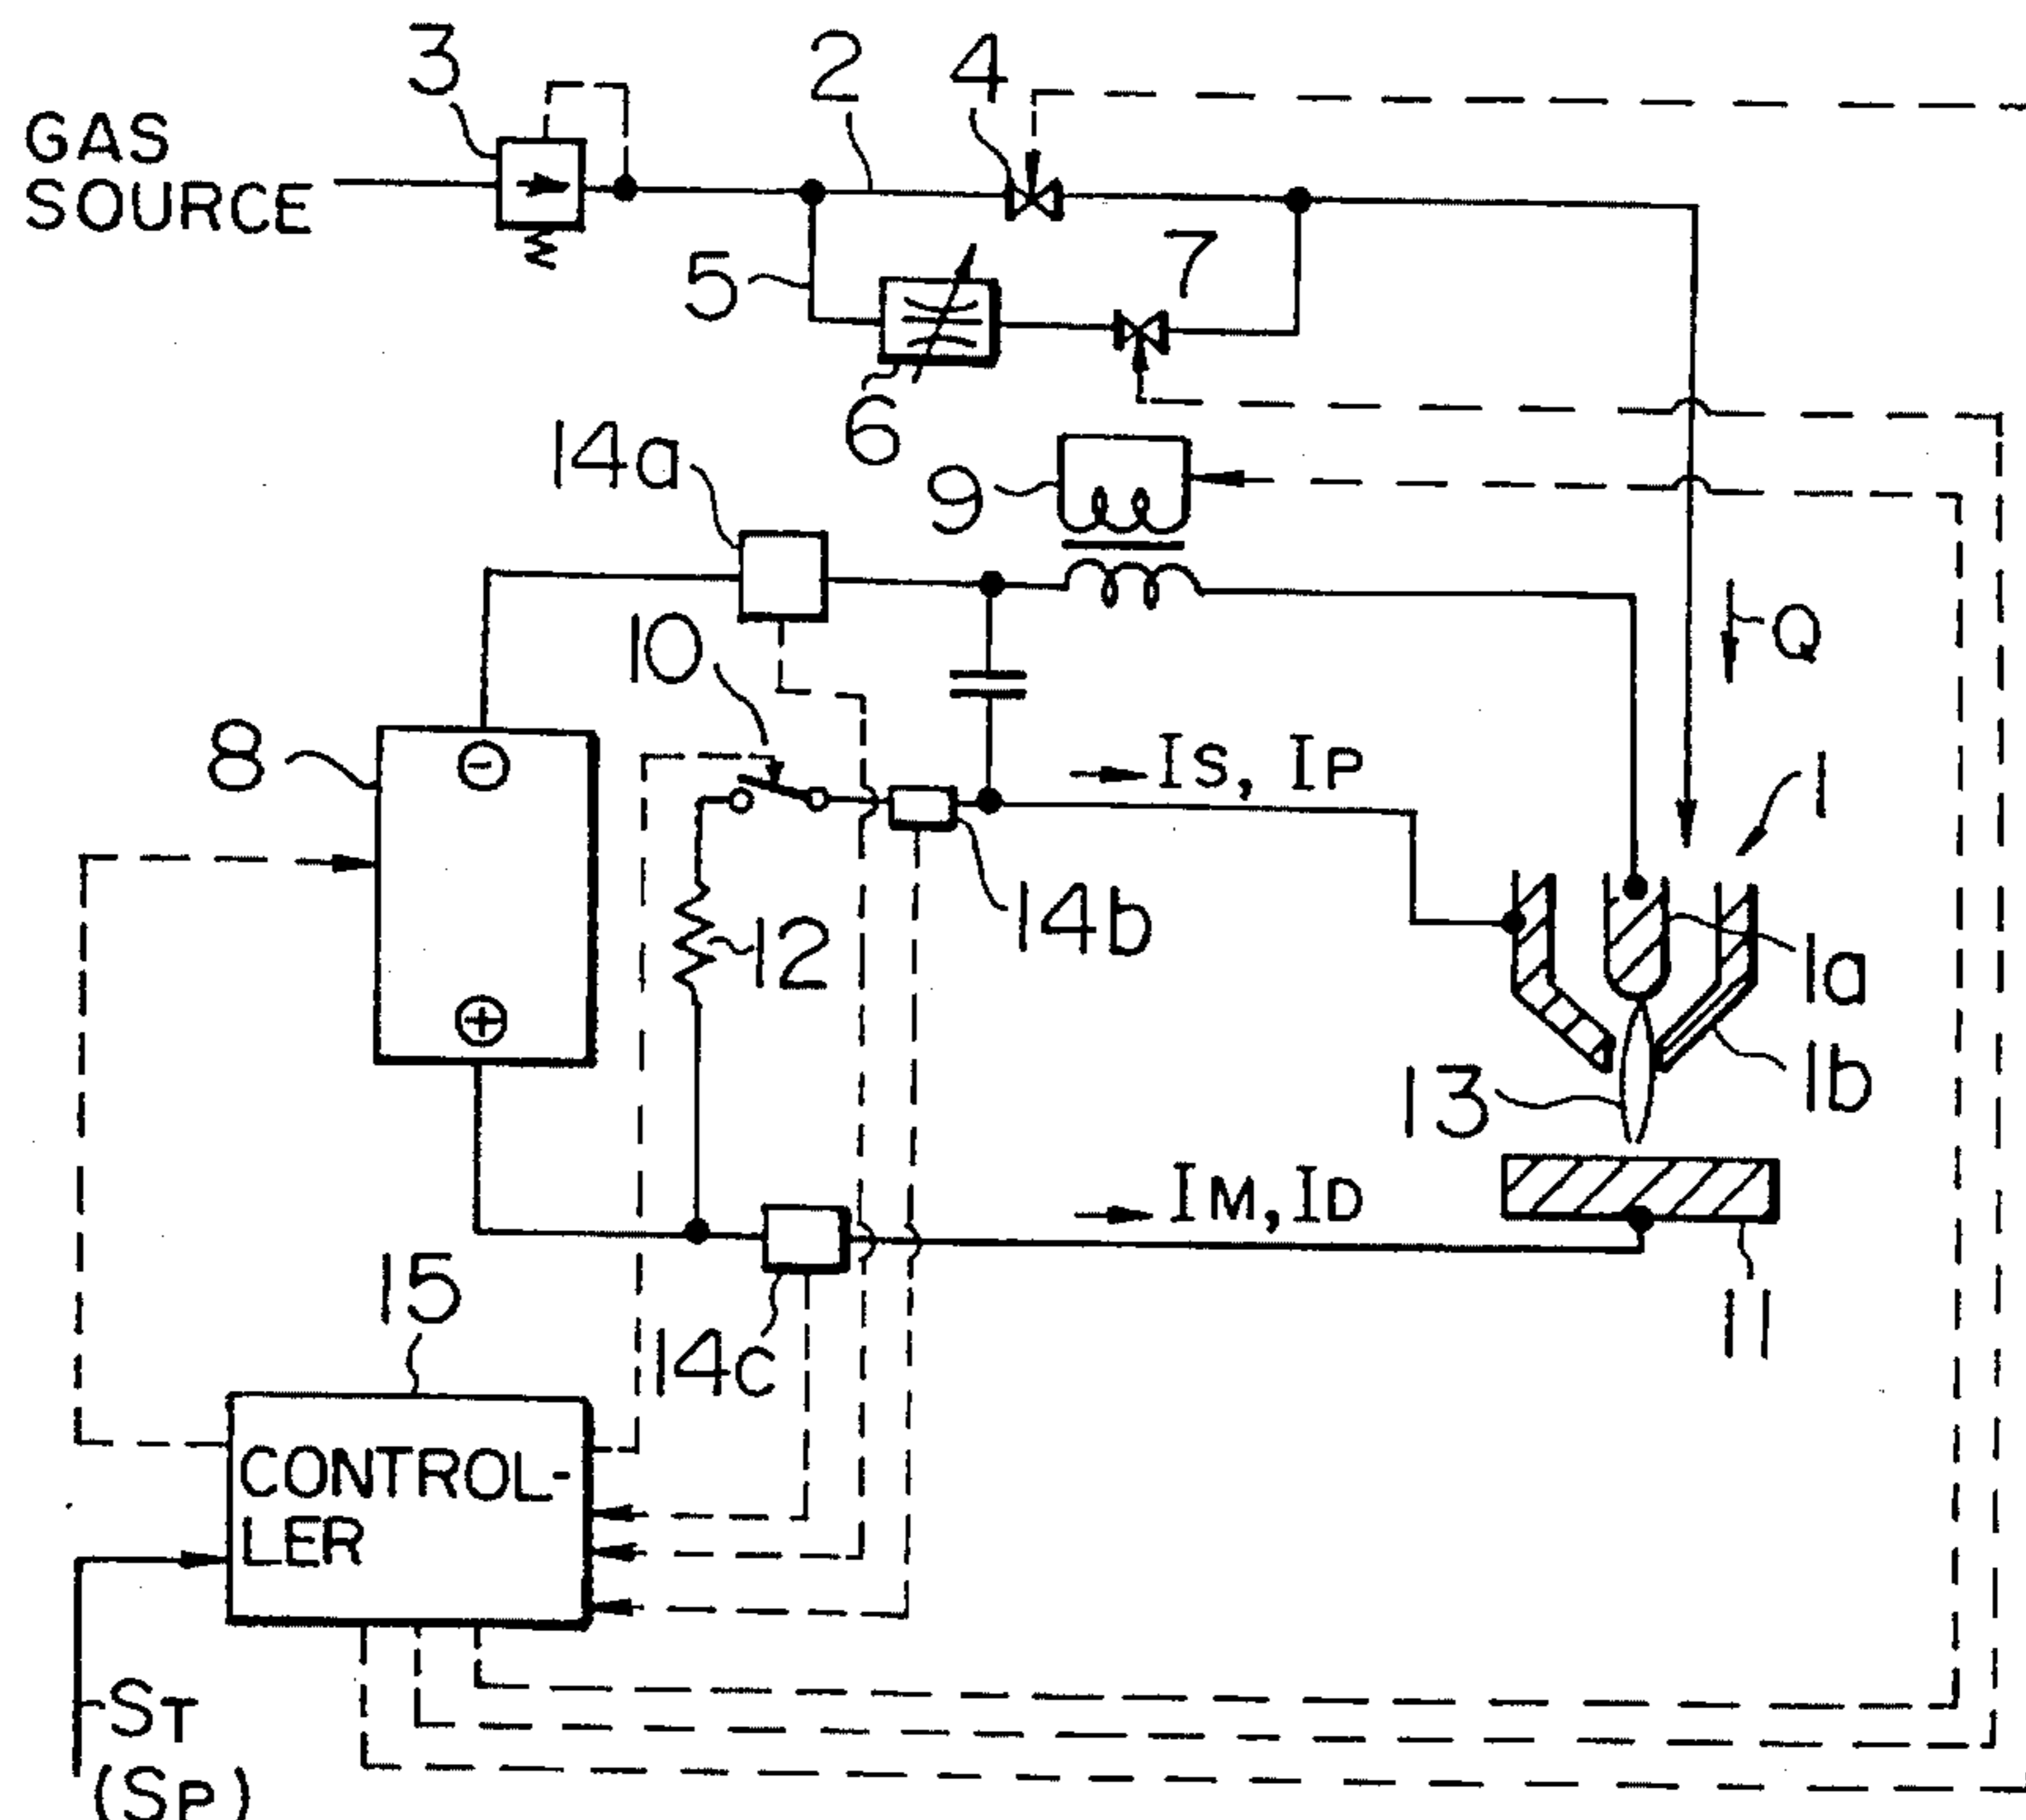 3
2
4
GAS
SOURCE
5
7
6
14a
9
10
Q
8
IS, IP
1
12
14b
1a
13
1b
IM, ID
15
14c
11
CONTROL-
LER
ST
(SP)